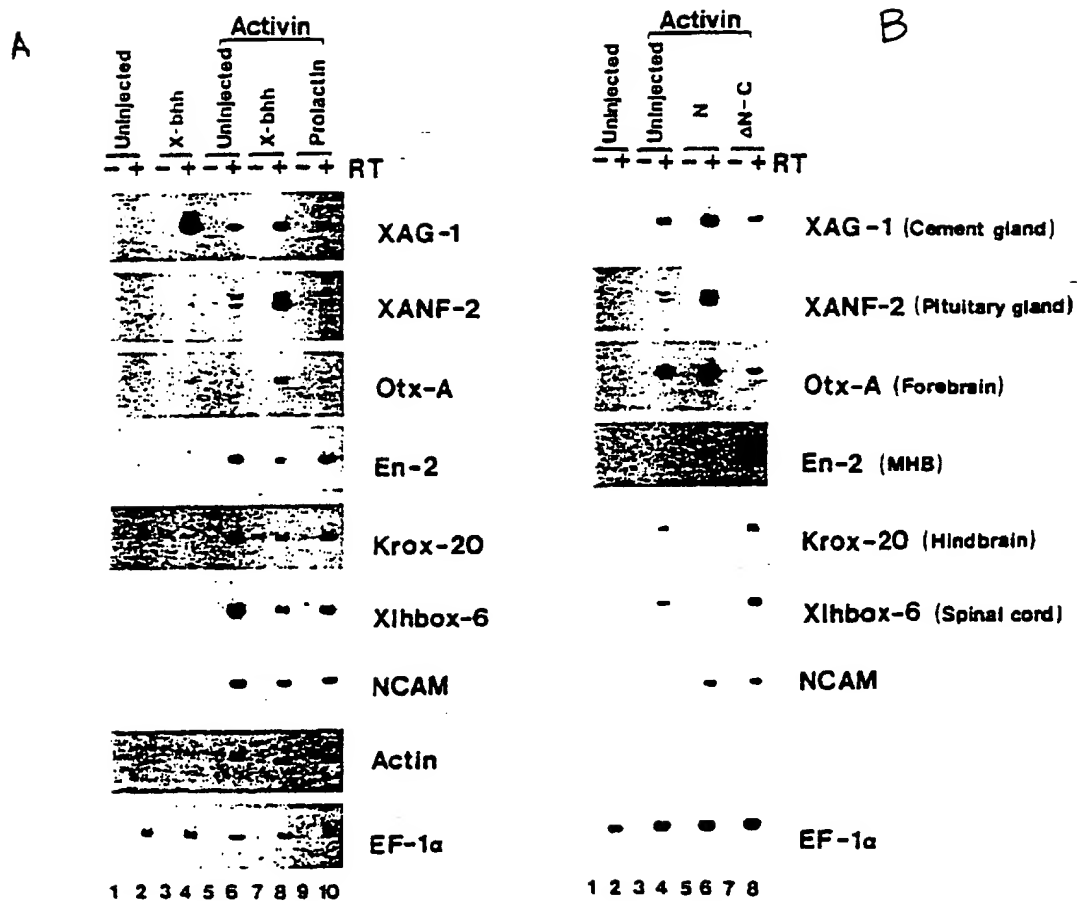 A
Activin
Uninjected
X-bhh
Uninjected
X-bhh
Prolactin
- + - + - + - + - + RT
XAG-1
XANF-2
Otx-A
En-2
Krox-20
Xlhbox-6
NCAM
Actin
EF-1α
1 2 3 4 5 6 7 8 9 10
B
Activin
Uninjected
Uninjected
N
ΔN-C
- + - + - + - + RT
XAG-1 (Cement gland)
XANF-2 (Pituitary gland)
Otx-A (Forebrain)
En-2 (MHB)
Krox-20 (Hindbrain)
Xlhbox-6 (Spinal cord)
NCAM
EF-1α
1 2 3 4 5 6 7 8